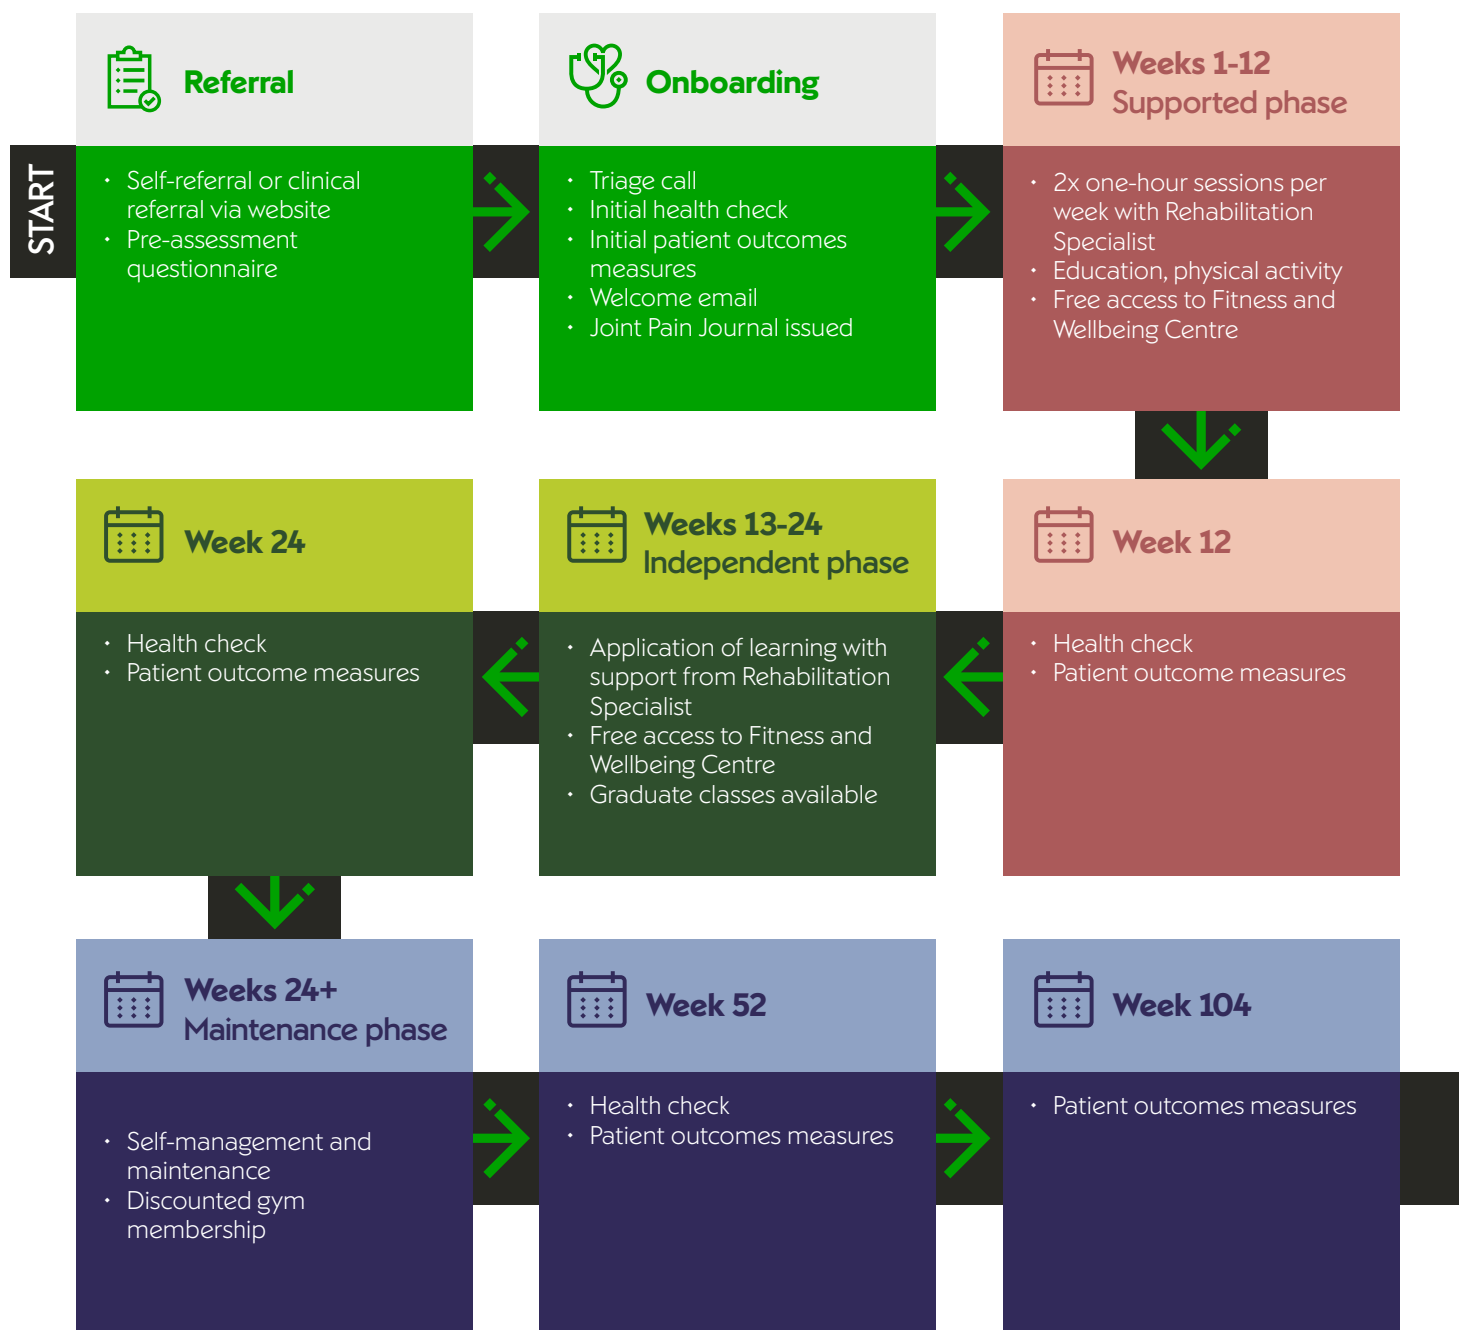 START
Referral
• Self-referral or clinical
referral via website
• Pre-assessment
questionnaire
Onboarding
• Triage call
• Initial health check
• Initial patient outcomes
measures
• Welcome email
• Joint Pain Journal issued
Weeks 1-12
Supported phase
• 2x one-hour sessions per
week with Rehabilitation
Specialist
• Education, physical activity
• Free access to Fitness and
Wellbeing Centre
Week 12
• Health check
• Patient outcome measures
Weeks 13-24
Independent phase
• Application of learning with
support from Rehabilitation
Specialist
• Free access to Fitness and
Wellbeing Centre
• Graduate classes available
Week 24
• Health check
• Patient outcome measures
Weeks 24+
Maintenance phase
• Self-management and
maintenance
• Discounted gym
membership
Week 52
• Health check
• Patient outcomes measures
Week 104
• Patient outcomes measures